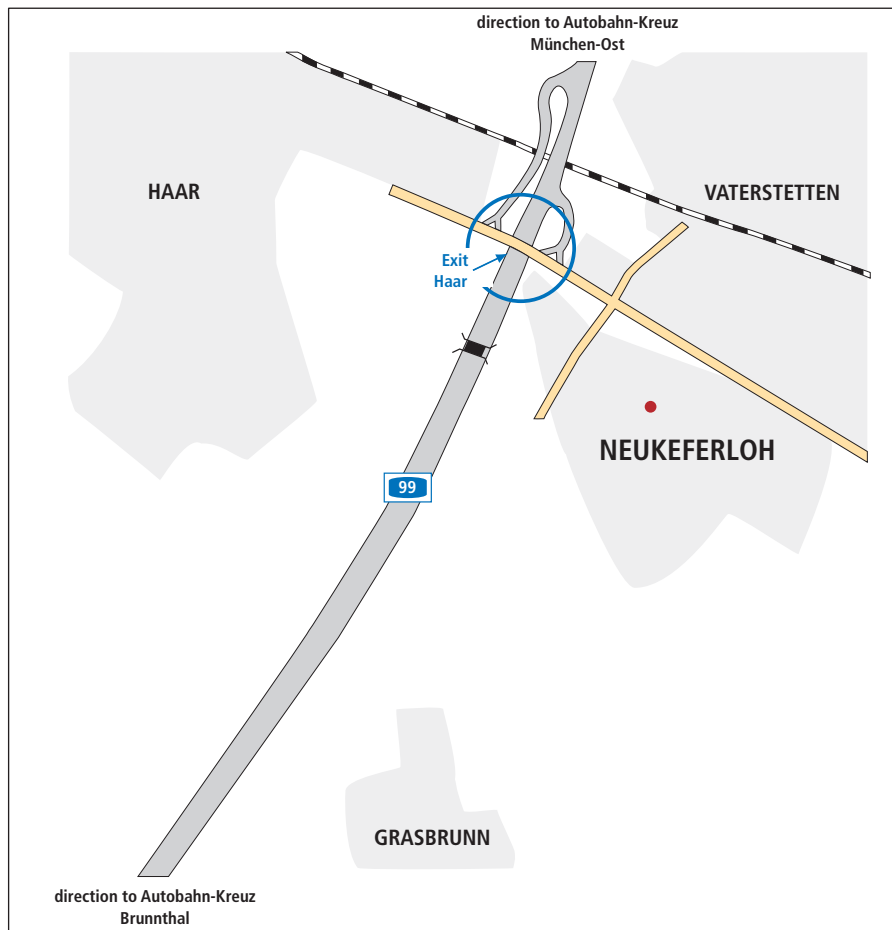 direction to Autobahn-Kreuz
München-Ost
HAAR
VATERSTETTEN
Exit
Haar
NEUKEFERLOH
99
GRASBRUNN
direction to Autobahn-Kreuz
Brunnthal